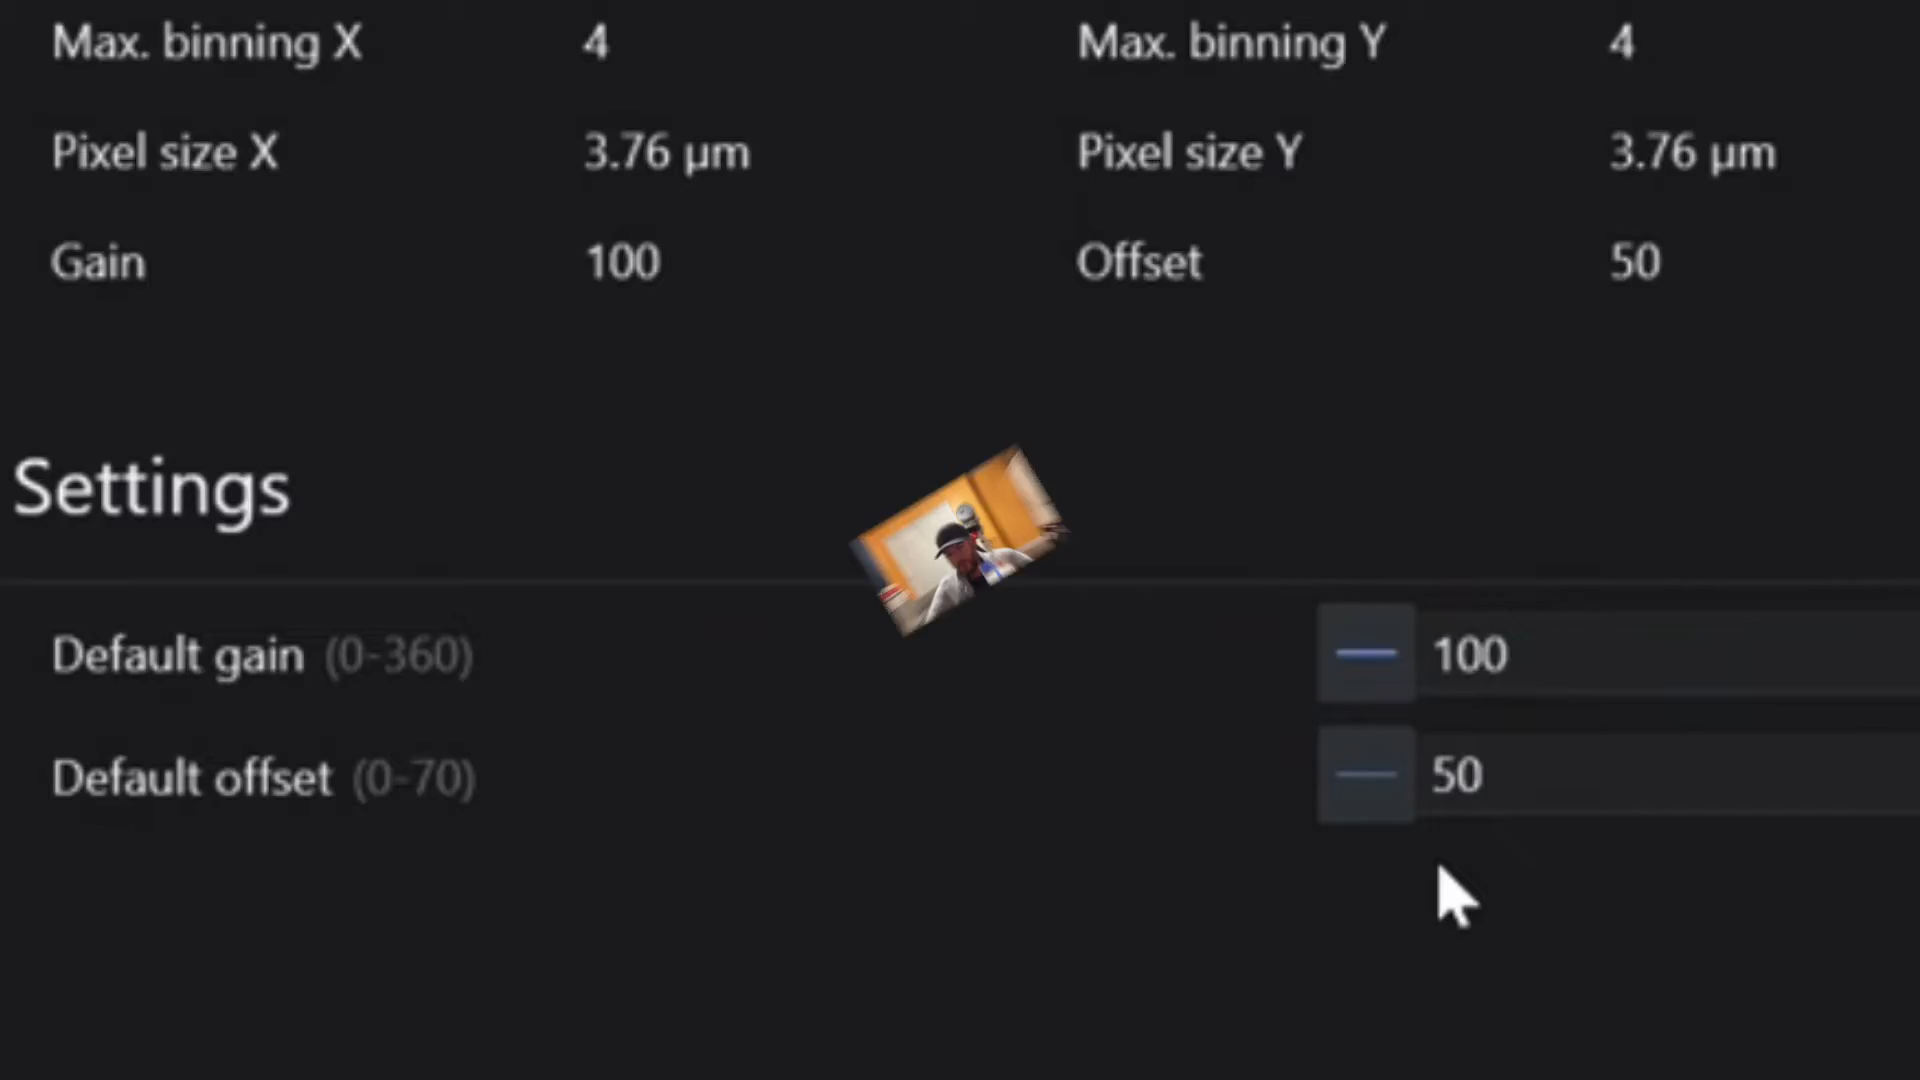 Max. binning X 4 Max. binning Y 4
Pixel size X 3.76 µm Pixel size Y 3.76 µm
Gain 100 Offset 50
Settings
Default gain (0-360) 100
Default offset (0-70) 50